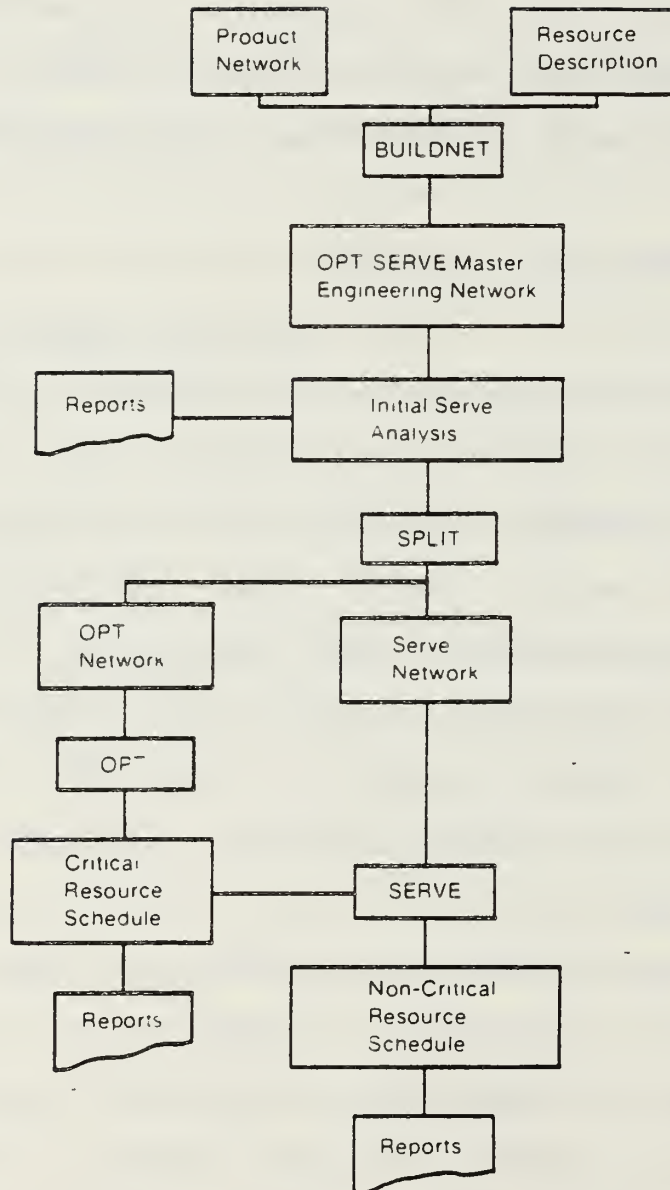 Product
Network
Resource
Description
BUILDNET
OPT SERVE Master
Engineering Network
Reports
Initial Serve
Analysis
SPLIT
OPT
Network
Serve
Network
OPT
Critical
Resource
Schedule
SERVE
Reports
Non-Critical
Resource
Schedule
Reports